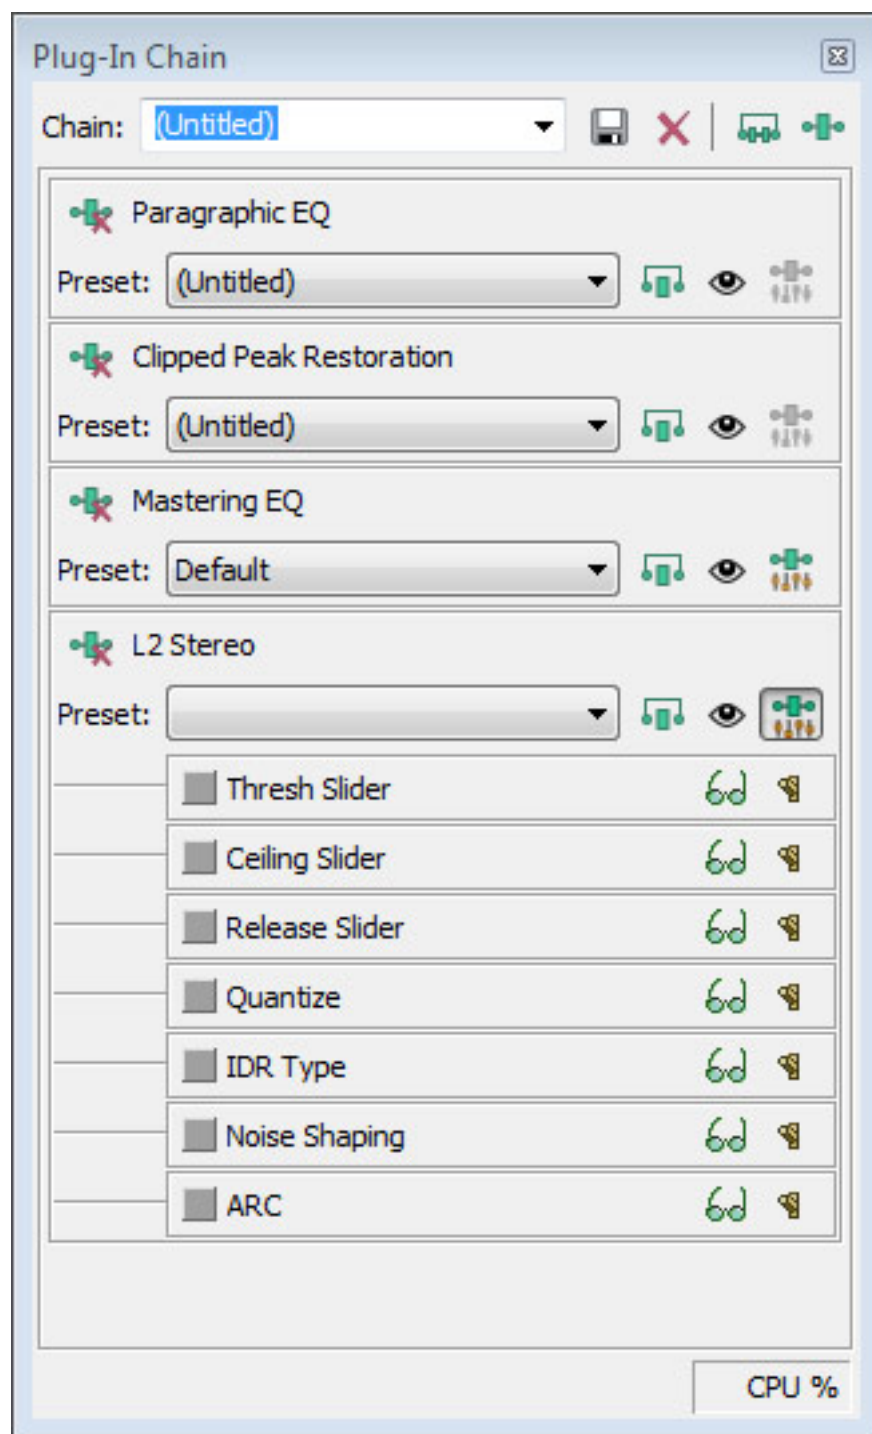 Plug-In Chain
Chain: (Untitled)
Paragraphic EQ
Preset: (Untitled)
Clipped Peak Restoration
Preset: (Untitled)
Mastering EQ
Preset: Default
L2 Stereo
Preset:
Thresh Slider
Ceiling Slider
Release Slider
Quantize
IDR Type
Noise Shaping
ARC
CPU %